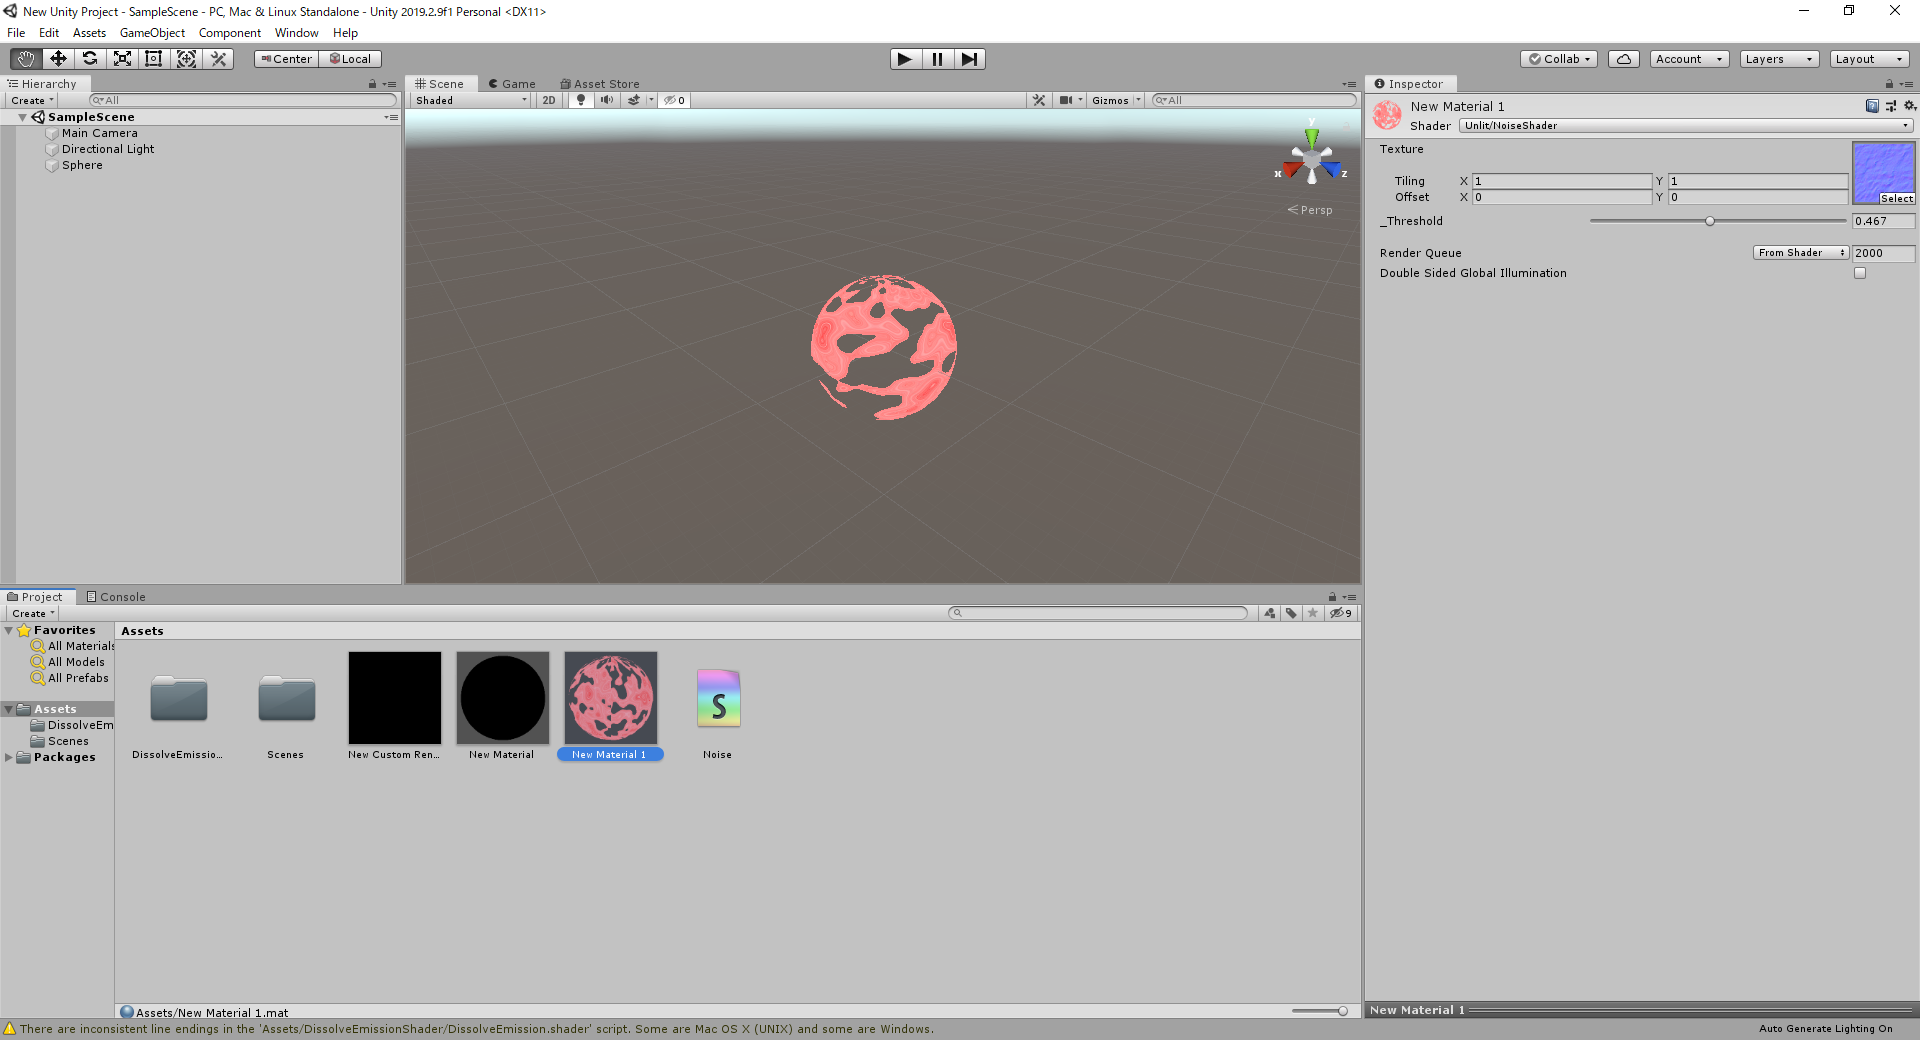 New Unity Project - SampleScene - PC, Mac & Linux Standalone - Unity 2019.2.9f1 Personal <DX11>
File Edit Assets GameObject Component Window Help
Center Local
Collab Account Layers Layout
Hierarchy
Create All
SampleScene
Main Camera
Directional Light
Sphere
Scene Game Asset Store
Shaded 2D 0 Gizmos All
y
x z
Persp
Inspector
New Material 1
Shader Unlit/NoiseShader
Texture
Tiling X 1 Y 1
Offset X 0 Y 0
Select
_Threshold 0.467
Render Queue From Shader 2000
Double Sided Global Illumination
Project Console
Create 9
Favorites
All Materials
All Models
All Prefabs
Assets
DissolveEm
Scenes
Packages
Assets
S
DissolveEmissio... Scenes New Custom Ren... New Material New Material 1 Noise
Assets/New Material 1.mat
New Material 1
There are inconsistent line endings in the 'Assets/DissolveEmissionShader/DissolveEmission.shader' script. Some are Mac OS X (UNIX) and some are Windows.
Auto Generate Lighting On